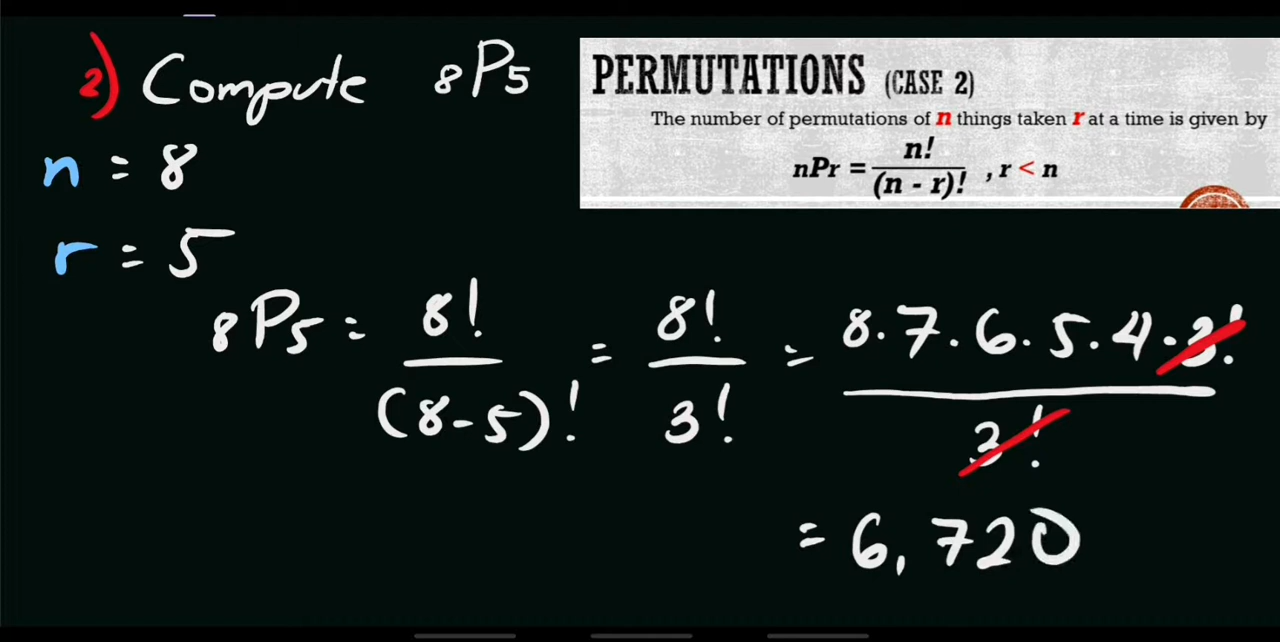 2) Compute 8P5
PERMUTATIONS (CASE 2)
The number of permutations of n things taken r at a time is given by
nPr = n! / (n - r)! , r < n
n = 8
r = 5
8P5 = 8! / (8-5)! = 8! / 3! = 8.7.6.5.4.3! / 3!
= 6,720